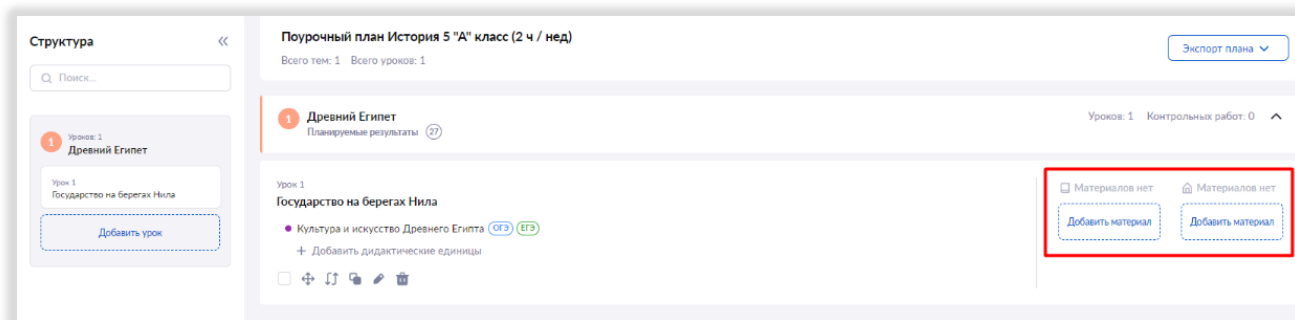 Структура
Поиск...
1
Уроков: 1
Древний Египет
Урок 1
Государство на берегах Нила
Добавить урок
Поурочный план История 5 "А" класс (2 ч / нед)
Всего тем: 1 Всего уроков: 1
Экспорт плана
1
Древний Египет
Планируемые результаты 27
Уроков: 1 Контрольных работ: 0
Урок 1
Государство на берегах Нила
Культура и искусство Древнего Египта ОГЭ ЕГЭ
+ Добавить дидактические единицы
Материалов нет Материалов нет
Добавить материал Добавить материал